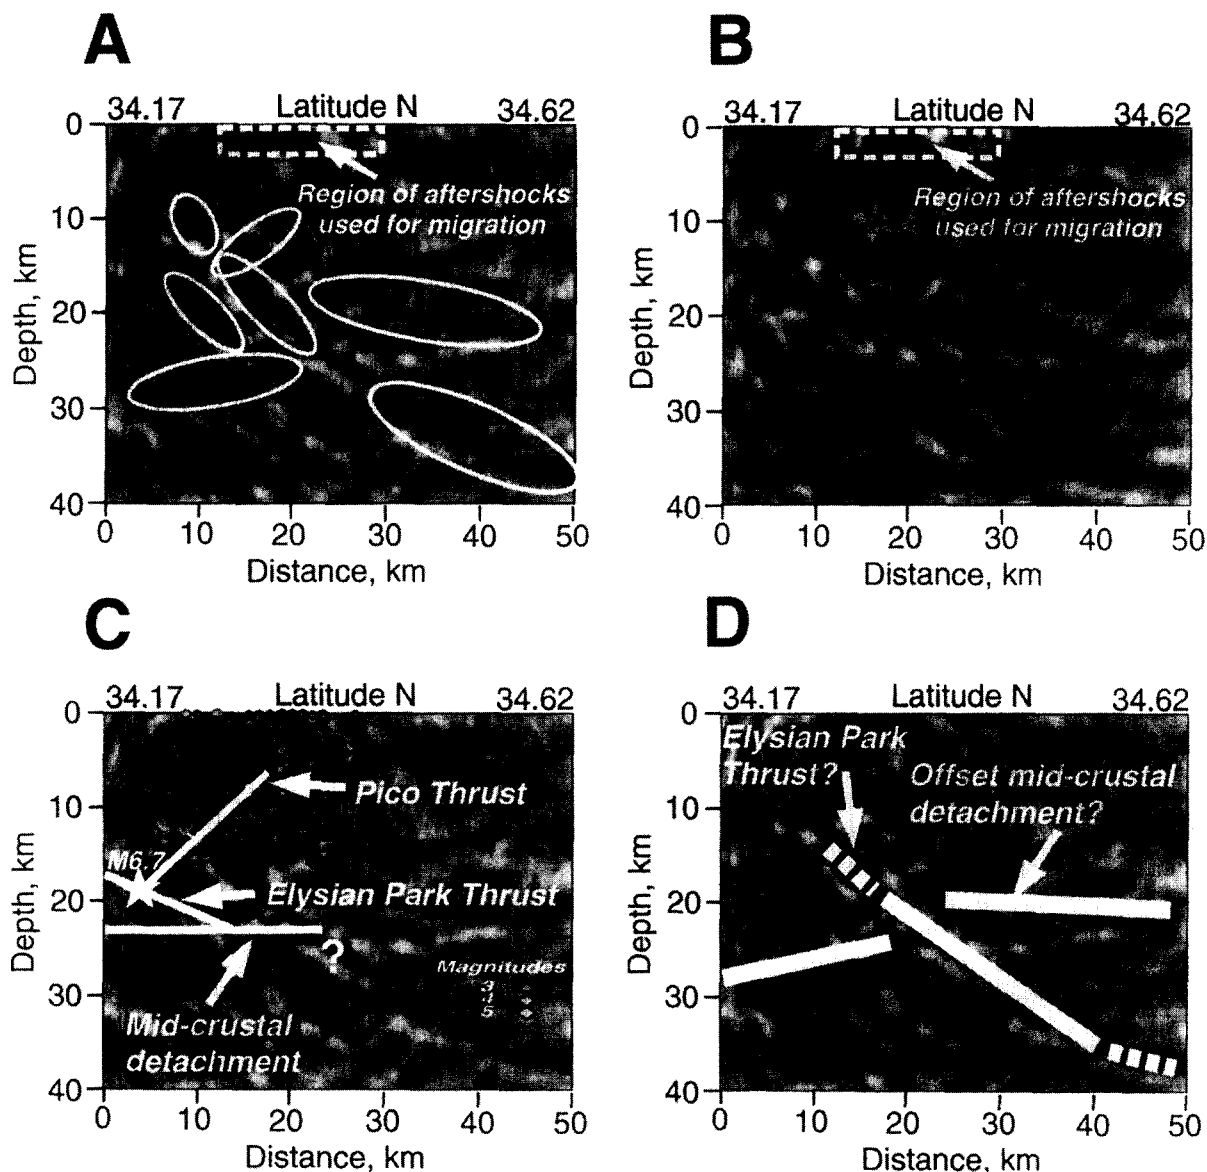 A
34.17 Latitude N 34.62
0
10
20
30
40
Depth, km
Region of aftershocks
used for migration
0 10 20 30 40 50
Distance, km
B
34.17 Latitude N 34.62
0
10
20
30
40
Depth, km
Region of aftershocks
used for migration
0 10 20 30 40 50
Distance, km
C
34.17 Latitude N 34.62
0
10
20
30
40
Depth, km
Pico Thrust
M6.7
Elysian Park Thrust
?
Magnitudes
3
4
5
Mid-crustal
detachment
0 10 20 30 40 50
Distance, km
D
34.17 Latitude N 34.62
0
10
20
30
40
Depth, km
Elysian Park
Thrust?
Offset mid-crustal
detachment?
0 10 20 30 40 50
Distance, km